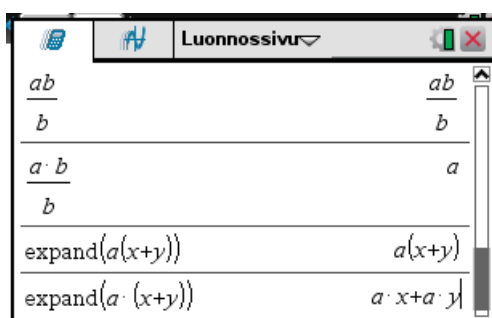 Luonnossivu
ab/b ab/b
a·b/b a
expand(a(x+y)) a(x+y)
expand(a·(x+y)) a·x+a·y